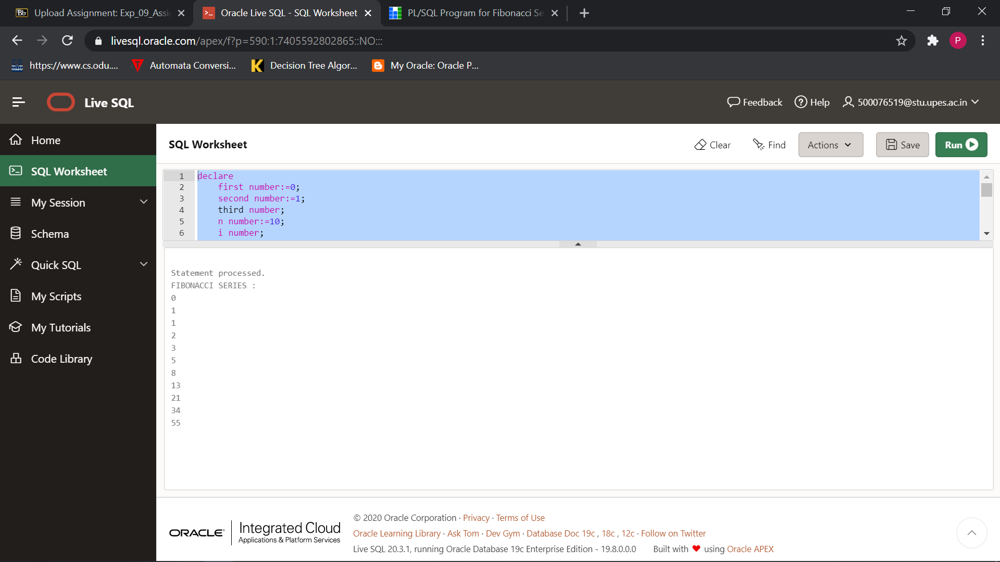 Upload Assignment: Exp_09_Assi
Oracle Live SQL - SQL Worksheet
PL/SQL Program for Fibonacci Se
livesql.oracle.com/apex/f?p=590:1:7405592802865::NO:::
P
https://www.cs.odu....
Automata Conversi...
Decision Tree Algor...
My Oracle: Oracle P...
Live SQL
Feedback
Help
500076519@stu.upes.ac.in
Home
SQL Worksheet
My Session
Schema
Quick SQL
My Scripts
My Tutorials
Code Library
SQL Worksheet
Clear
Find
Actions
Save
Run
1 declare
2 first number:=0;
3 second number:=1;
4 third number;
5 n number:=10;
6 i number;
Statement processed.
FIBONACCI SERIES :
0
1
1
2
3
5
8
13
21
34
55
ORACLE
Integrated Cloud
Applications & Platform Services
© 2020 Oracle Corporation · Privacy · Terms of Use
Oracle Learning Library · Ask Tom · Dev Gym · Database Doc 19c , 18c , 12c · Follow on Twitter
Live SQL 20.3.1, running Oracle Database 19c Enterprise Edition - 19.8.0.0.0 Built with ♥ using Oracle APEX